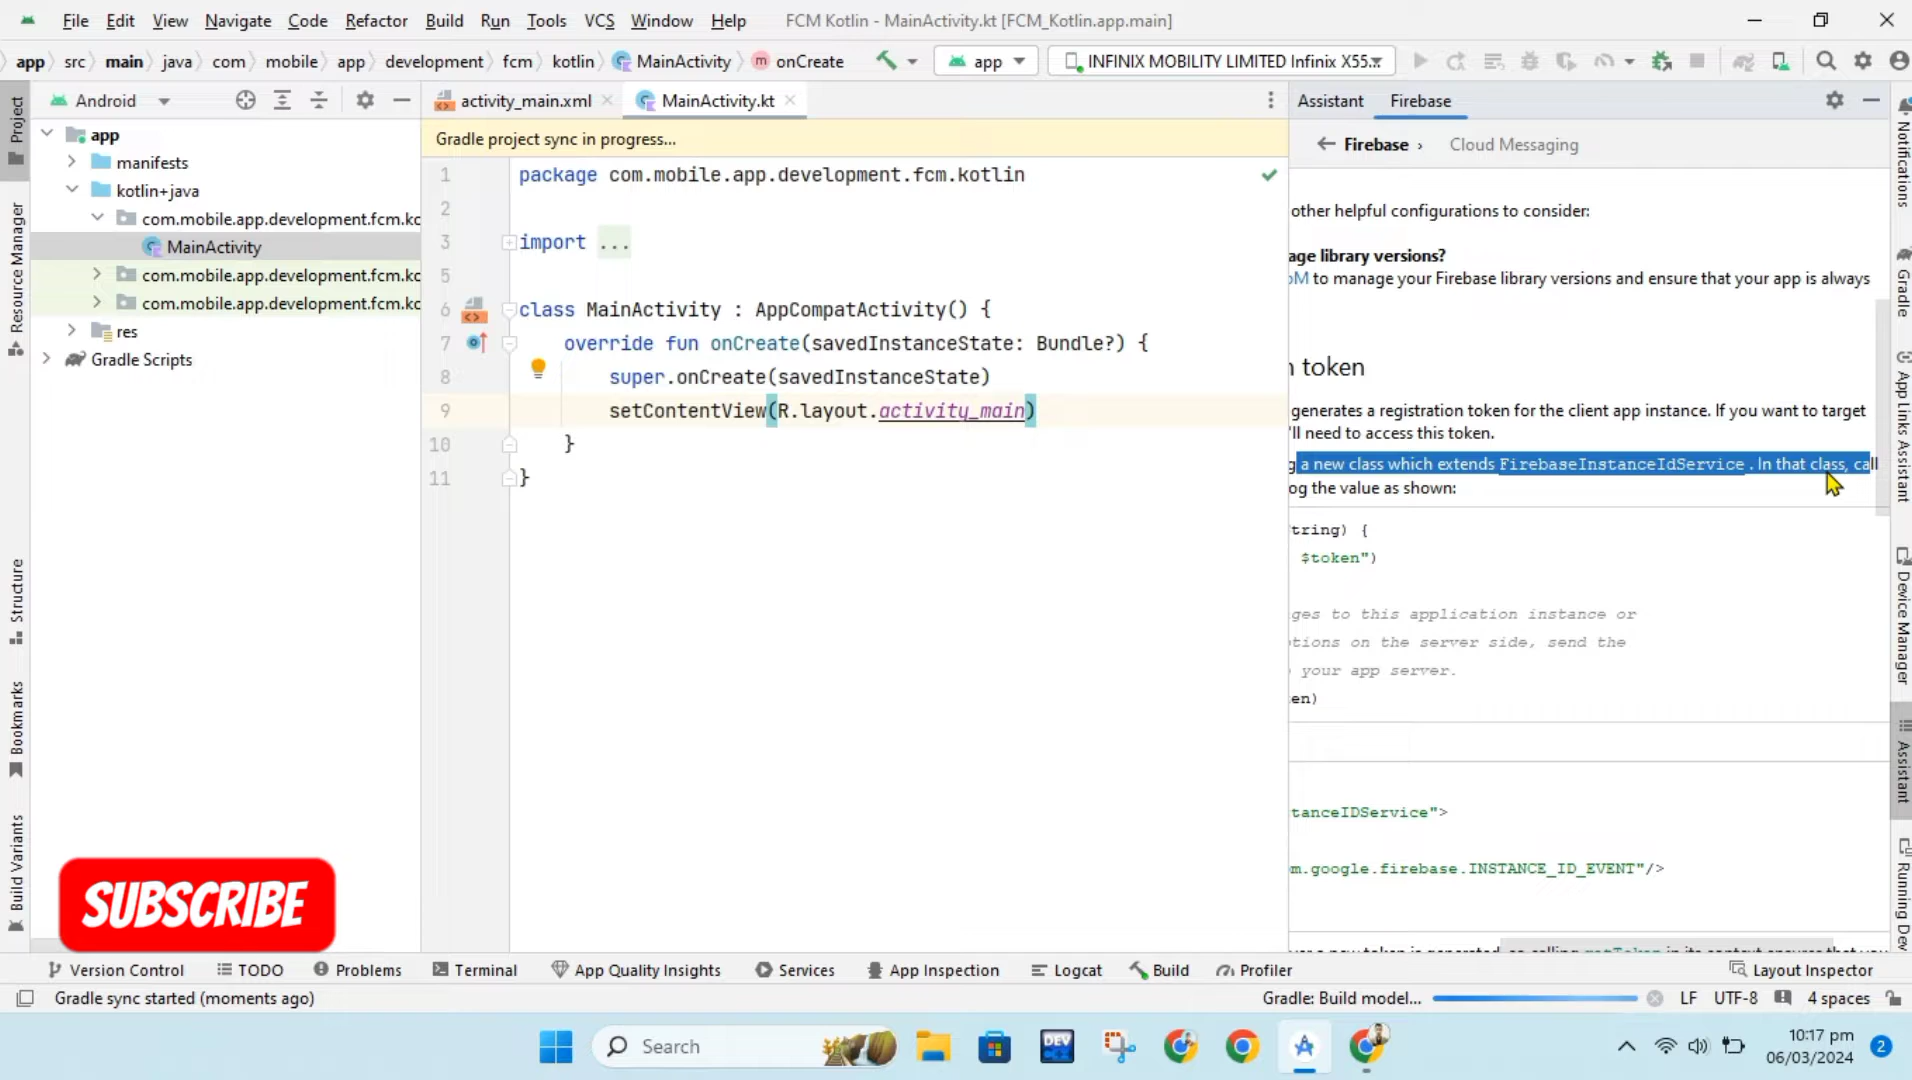 File Edit View Navigate Code Refactor Build Run Tools VCS Window Help FCM Kotlin - MainActivity.kt [FCM_Kotlin.app.main]
app src main java com mobile app development fcm kotlin MainActivity m onCreate app INFINIX MOBILITY LIMITED Infinix X55..
Android activity_main.xml MainActivity.kt Assistant Firebase
Gradle project sync in progress...
Firebase › Cloud Messaging
app
manifests
kotlin+java
com.mobile.app.development.fcm.ko
MainActivity
com.mobile.app.development.fcm.ko
com.mobile.app.development.fcm.ko
res
Gradle Scripts
1 package com.mobile.app.development.fcm.kotlin
2
3 import ...
5
6 class MainActivity : AppCompatActivity() {
7 override fun onCreate(savedInstanceState: Bundle?) {
8 super.onCreate(savedInstanceState)
9 setContentView(R.layout.activity_main)
10 }
11 }
other helpful configurations to consider:
age library versions?
oM to manage your Firebase library versions and ensure that your app is always
n token
generates a registration token for the client app instance. If you want to target
'll need to access this token.
g a new class which extends FirebaseInstanceIdService . In that class, call
og the value as shown:
tring) {
$token")
ges to this application instance or
tions on the server side, send the
your app server.
en)
tanceIDService">
m.google.firebase.INSTANCE_ID_EVENT"/>
Project
Resource Manager
Structure
Bookmarks
Build Variants
Notifications
Gradle
App Links Assistant
Device Manager
Assistant
Running Dev
SUBSCRIBE
Version Control TODO Problems Terminal App Quality Insights Services App Inspection Logcat Build Profiler Layout Inspector
Gradle sync started (moments ago) Gradle: Build model... LF UTF-8 4 spaces
Search DEV 10:17 pm
06/03/2024 2